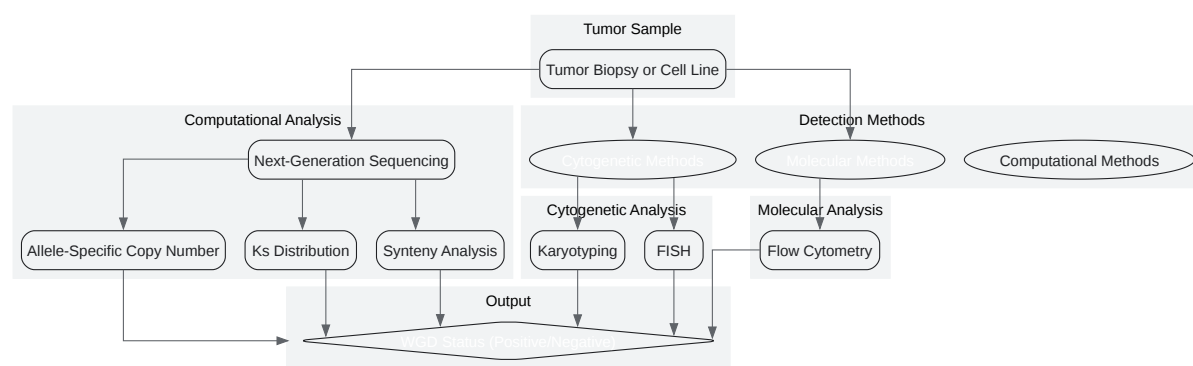 Tumor Sample
Tumor Biopsy or Cell Line
Computational Analysis
Detection Methods
Next-Generation Sequencing
Cytogenetic Methods
Molecular Methods
Computational Methods
Cytogenetic Analysis
Molecular Analysis
Allele-Specific Copy Number
Ks Distribution
Synteny Analysis
Karyotyping
FISH
Flow Cytometry
Output
WGD Status (Positive/Negative)